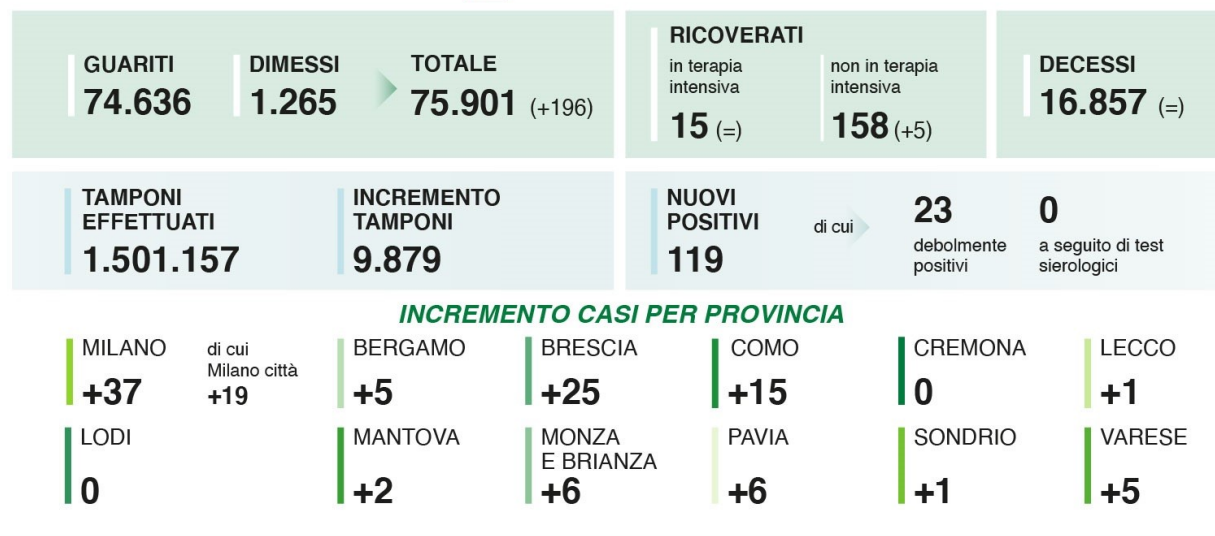 GUARITI
74.636
DIMESSI
1.265
TOTALE
75.901 (+196)
RICOVERATI
in terapia
intensiva
15 (=)
non in terapia
intensiva
158 (+5)
DECESSI
16.857 (=)
TAMPONI
EFFETTUATI
1.501.157
INCREMENTO
TAMPONI
9.879
NUOVI
POSITIVI
119
di cui
23
debolmente
positivi
0
a seguito di test
sierologici
INCREMENTO CASI PER PROVINCIA
MILANO
+37
di cui
Milano città
+19
BERGAMO
+5
BRESCIA
+25
COMO
+15
CREMONA
0
LECCO
+1
LODI
0
MANTOVA
+2
MONZA
E BRIANZA
+6
PAVIA
+6
SONDRIO
+1
VARESE
+5